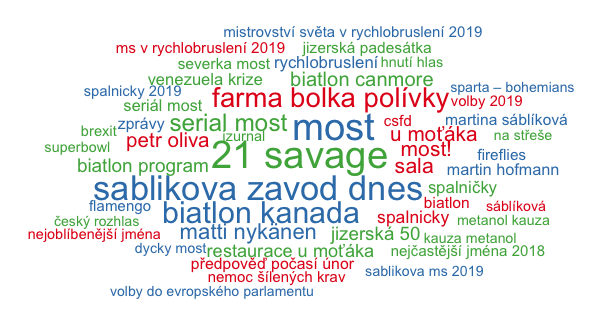 mistrovství světa v rychlobruslení 2019
ms v rychlobruslení 2019 jizerská padesátka
severka most rychlobruslení hnutí hlas
venezuela krize biatlon canmore
spalnicky 2019 farma bolka polívky sparta – bohemians
seriál most volby 2019
zprávy serial most most csfd martina sáblíková
brexit petr oliva izurnal u moťáka na střeše
superbowl 21 savage most! fireflies
biatlon program sala martin hofmann
sablikova zavod dnes spalničky
flamengo biatlon kanada biatlon sáblíková
český rozhlas spalnicky metanol kauza
nejoblíbenější jména matti nykänen jizerská 50 kauza metanol
dycky most restaurace u moťáka nejčastější jména 2018
předpověď počasí únor
nemoc šílených krav sablikova ms 2019
volby do evropského parlamentu